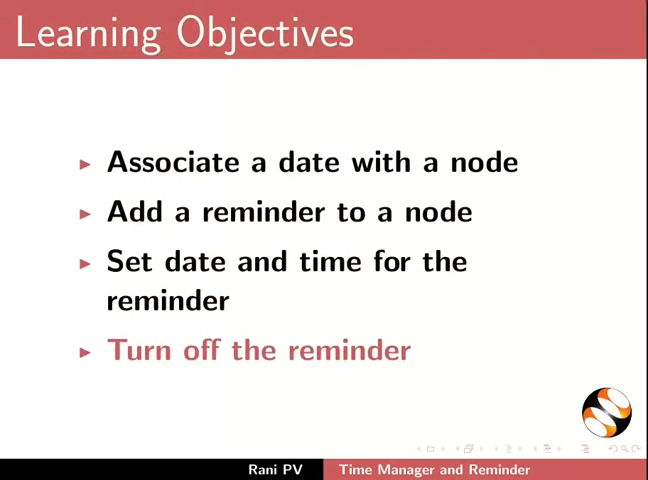 Learning Objectives
Associate a date with a node
Add a reminder to a node
Set date and time for the
reminder
Turn off the reminder
Rani PV
Time Manager and Reminder